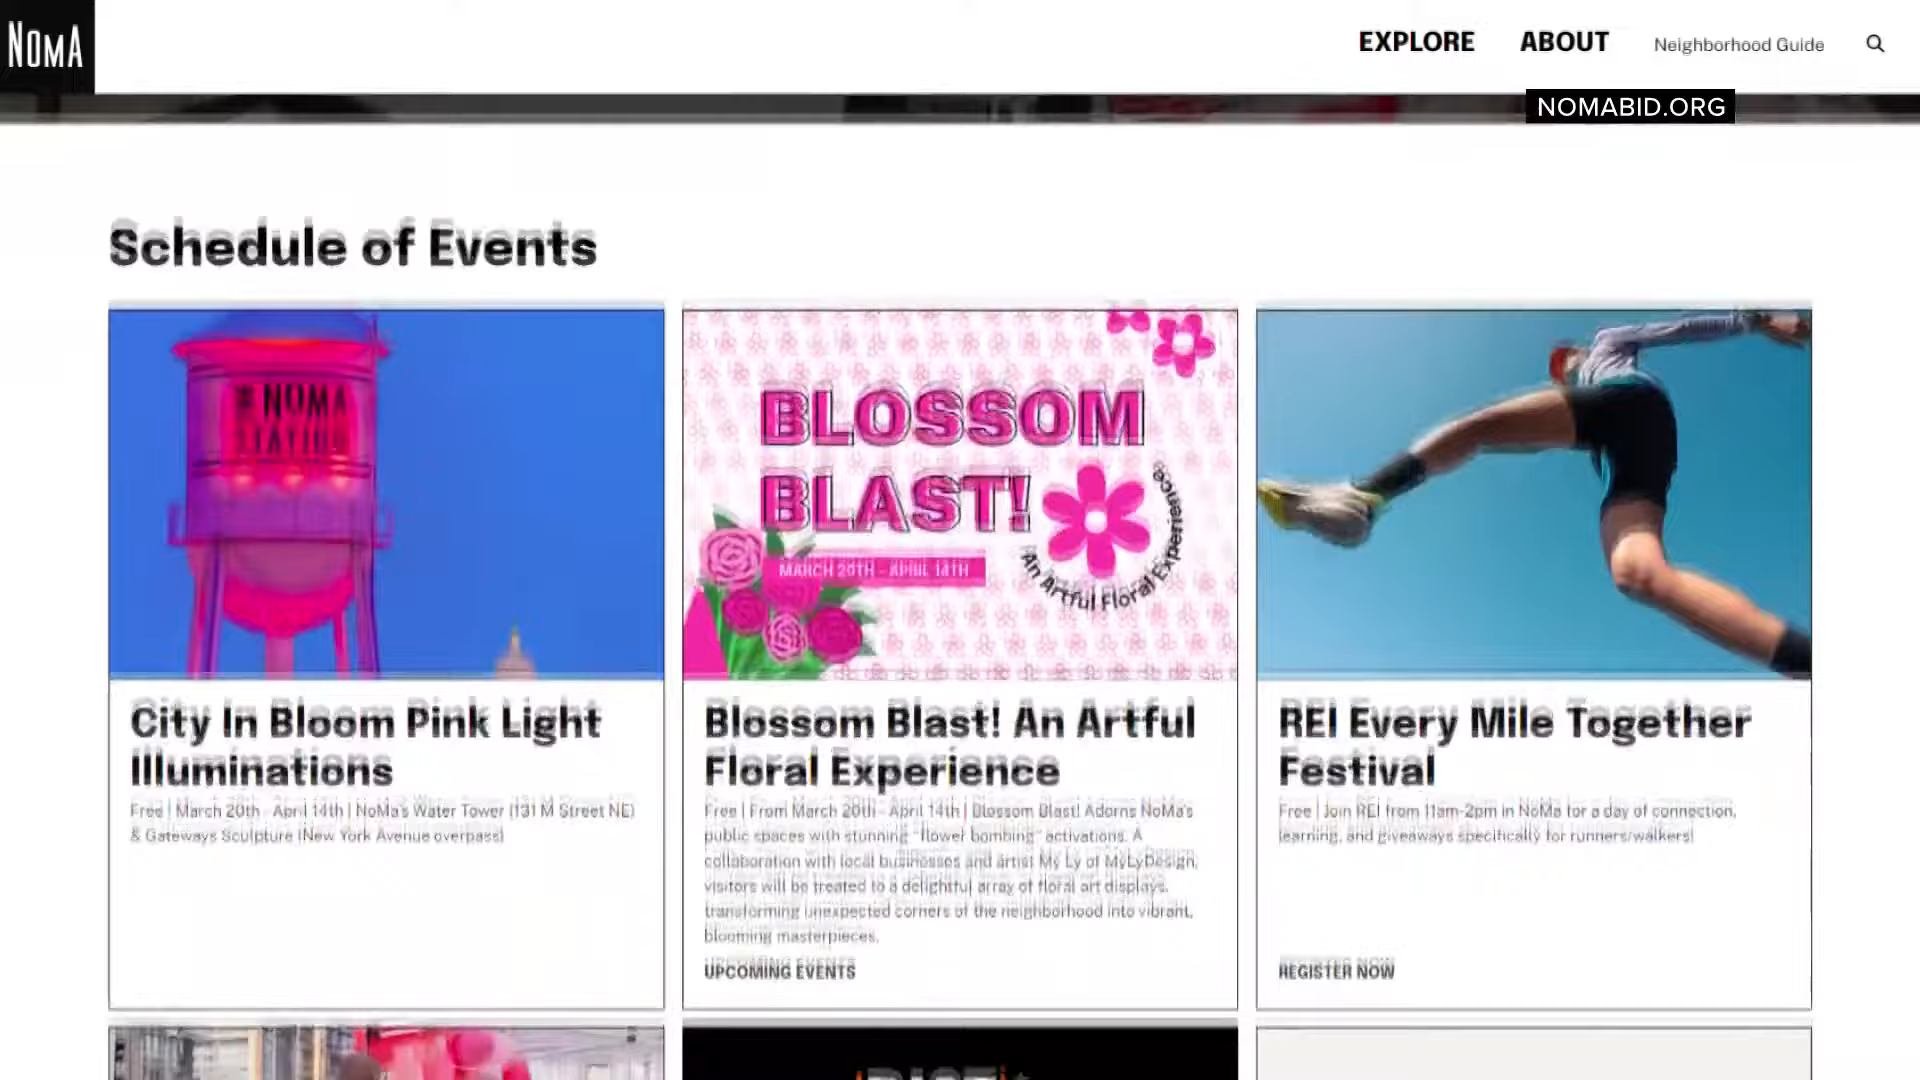 NOMA
EXPLORE ABOUT Neighborhood Guide
NOMABID.ORG
Schedule of Events
NOMA
STATION
BLOSSOM
BLAST!
An Artful Floral Experience
MARCH 20TH - APRIL 14TH
City In Bloom Pink Light
Illuminations
Free | March 20th - April 14th | NoMa's Water Tower (131 M Street NE)
& Gateways Sculpture (New York Avenue overpass)
Blossom Blast! An Artful
Floral Experience
Free | From March 20th - April 14th | Blossom Blast! Adorns NoMa's
public spaces with stunning "flower bombing" activations. A
collaboration with local businesses and artist My Ly of MyLyDesign,
visitors will be treated to a delightful array of floral art displays,
transforming unexpected corners of the neighborhood into vibrant,
blooming masterpieces.
UPCOMING EVENTS
REI Every Mile Together
Festival
Free | Join REI from 11am-2pm in NoMa for a day of connection,
learning, and giveaways specifically for runners/walkers!
REGISTER NOW